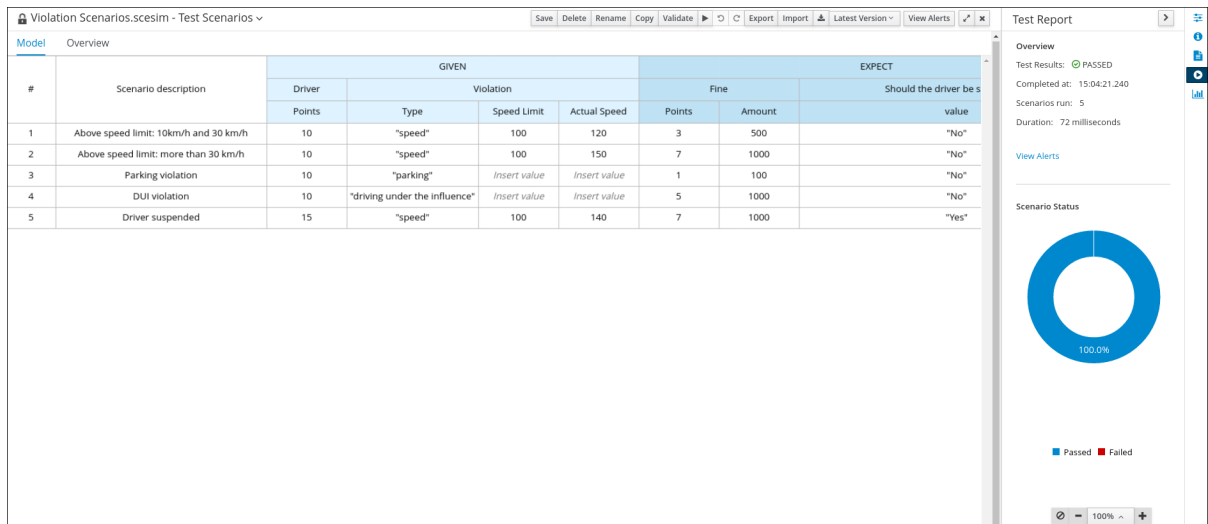 Violation Scenarios.scesim - Test Scenarios
Save Delete Rename Copy Validate Export Import Latest Version View Alerts
Model Overview
# Scenario description GIVEN EXPECT
Driver Violation Fine Should the driver be s
Points Type Speed Limit Actual Speed Points Amount value
1 Above speed limit: 10km/h and 30 km/h 10 "speed" 100 120 3 500 "No"
2 Above speed limit: more than 30 km/h 10 "speed" 100 150 7 1000 "No"
3 Parking violation 10 "parking" Insert value Insert value 1 100 "No"
4 DUI violation 10 "driving under the influence" Insert value Insert value 5 1000 "No"
5 Driver suspended 15 "speed" 100 140 7 1000 "Yes"
Test Report
Overview
Test Results: PASSED
Completed at: 15:04:21.240
Scenarios run: 5
Duration: 72 milliseconds
View Alerts
Scenario Status
100.0%
Passed Failed
100%